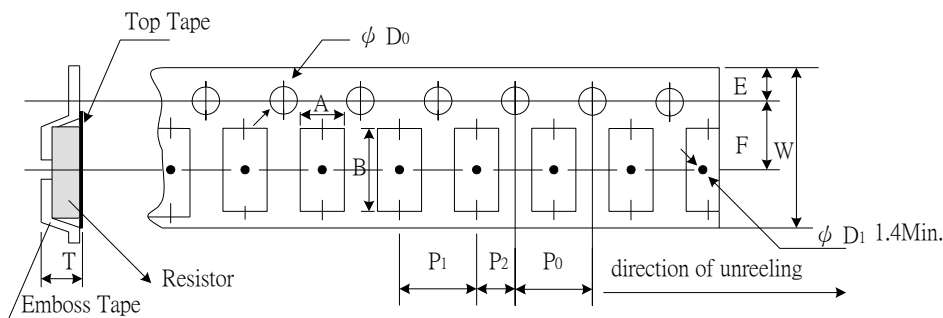 Top Tape
ϕ D0
E
A
F
W
B
ϕ D1 1.4Min.
T
P1
P2
P0
direction of unreeling
Resistor
Emboss Tape